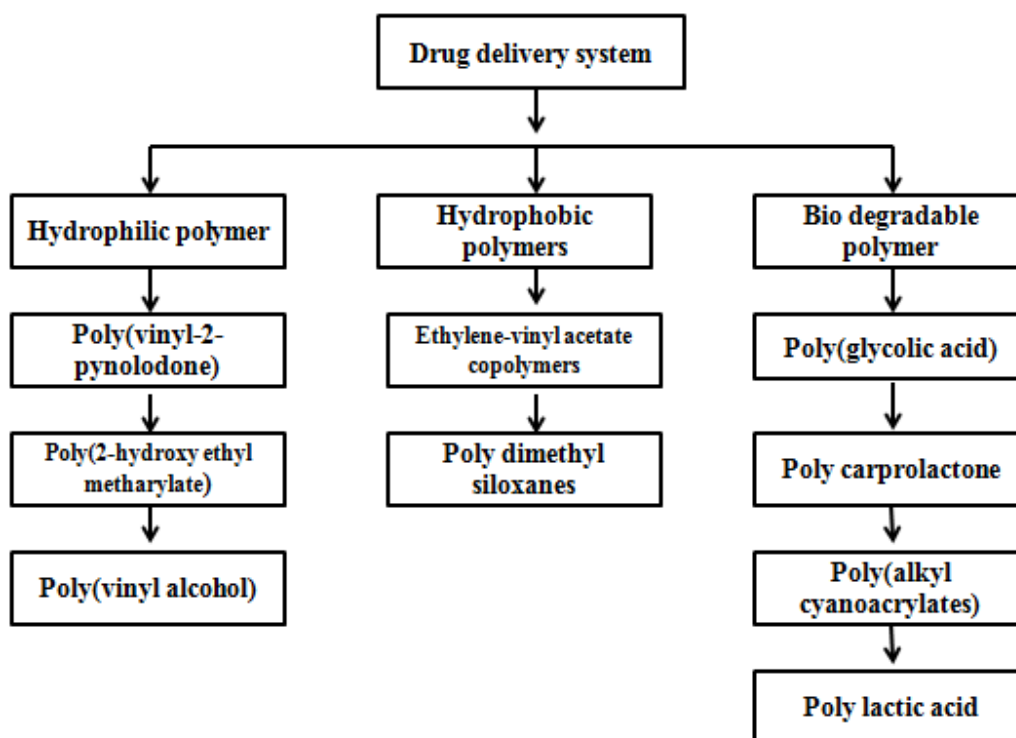 Drug delivery system
Hydrophilic polymer
Hydrophobic
polymers
Bio degradable
polymer
Poly(vinyl-2-
pynolodone)
Ethylene-vinyl acetate
copolymers
Poly(glycolic acid)
Poly(2-hydroxy ethyl
metharylate)
Poly dimethyl
siloxanes
Poly carprolactone
Poly(vinyl alcohol)
Poly(alkyl
cyanoacrylates)
Poly lactic acid